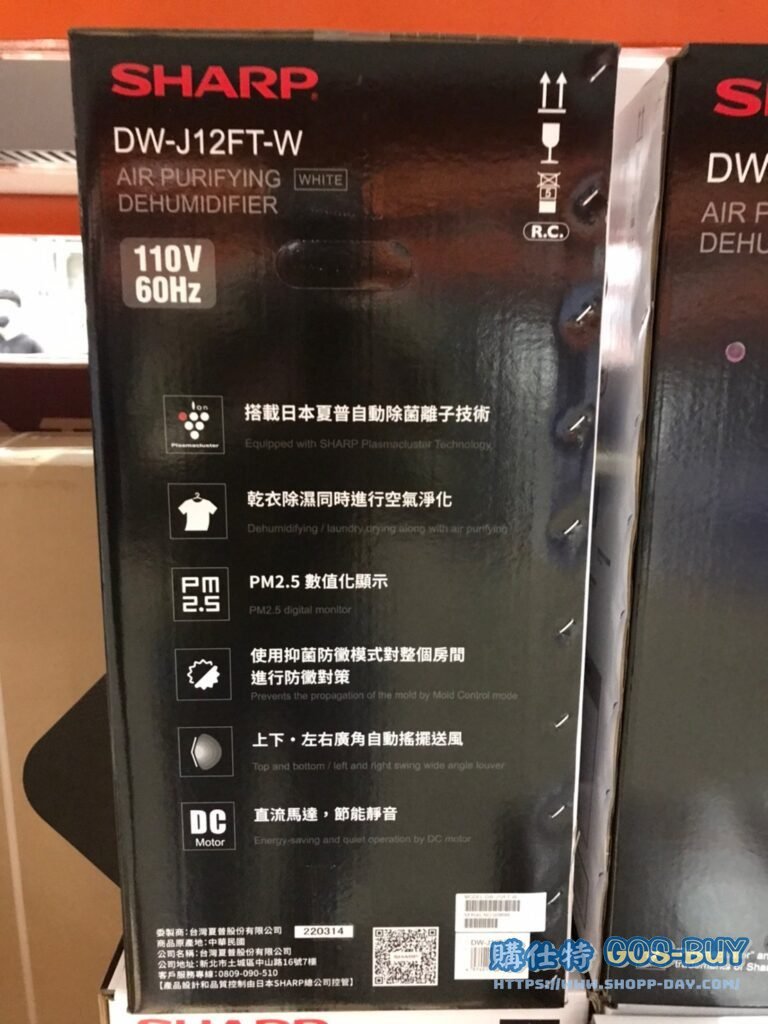 SHARP
DW-J12FT-W
AIR PURIFYING WHITE
DEHUMIDIFIER
110V
60Hz
5
R.C.
Ion
Plasmacluster
搭載日本夏普自動除菌離子技術
Equipped with SHARP Plasmacluster Technology
乾衣除濕同時進行空氣淨化
Dehumidifying / laundry drying along with air purifying
PM
2.5
PM2.5 數值化顯示
PM2.5 digital monitor
使用抑菌防黴模式對整個房間
進行防黴對策
Prevents the propagation of the mold by Mold Control mode
上下・左右廣角自動搖擺送風
Top and bottom / left and right swing wide angle louver
DC
Motor
直流馬達，節能靜音
Energy-saving and quiet operation by DC motor
委製商：台灣夏普股份有限公司 220314
商品原產地：中華民國
公司名稱：台灣夏普股份有限公司
公司地址：新北市土城區中山路16號7樓
客戶服務專線：0809-090-510
【產品設計和品質控制由日本SHARP總公司控管】
SHARP
DW-
購仕特 GOS-BUY
HTTPS://WWW.SHOPP-DAY.COM/
S
DW
AIR P
DEHU
SHARP